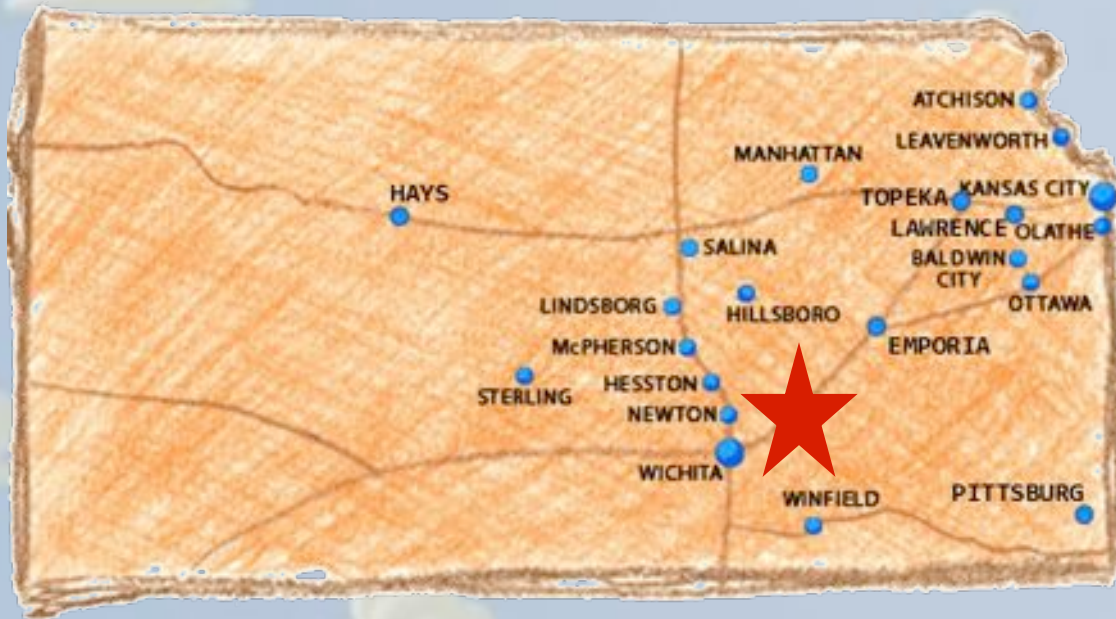 ATCHISON
LEAVENWORTH
MANHATTAN
KANSAS CITY
HAYS
TOPEKA
LAWRENCE
OLATHE
SALINA
BALDWIN
CITY
HILLSBORO
LINDSBORG
OTTAWA
McPHERSON
EMPORIA
HESSTON
STERLING
NEWTON
WICHITA
WINFIELD
PITTSBURG